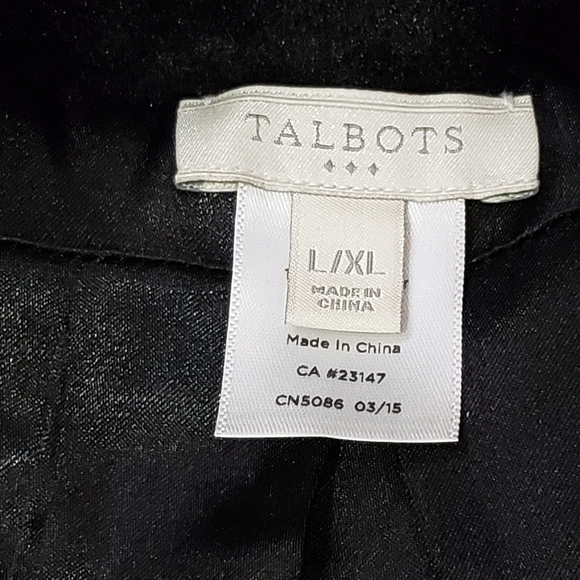 TALBOTS
L/XL
MADE IN
CHINA
Made In China
CA #23147
CN5086 03/15